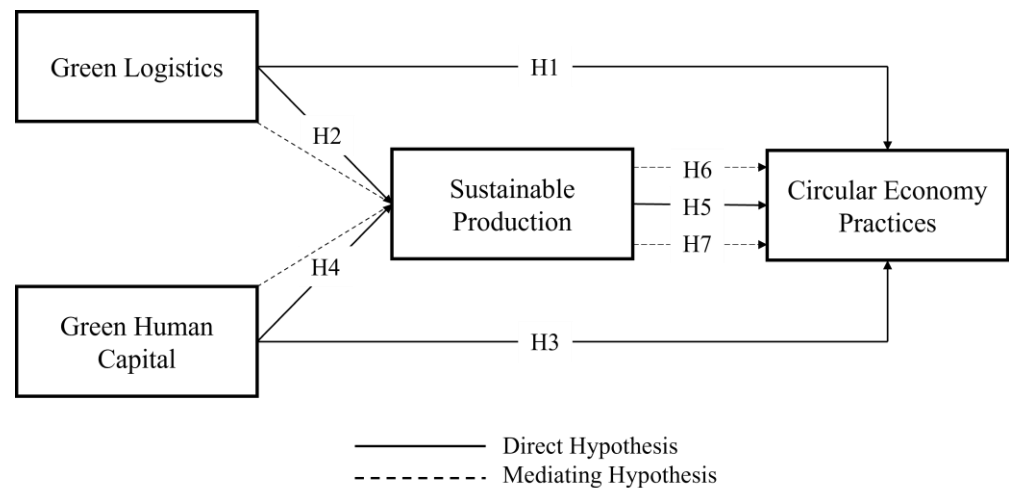 Green Logistics
H1
H2
Sustainable
Production
H6
H5
H7
Circular Economy
Practices
H4
Green Human
Capital
H3
Direct Hypothesis
Mediating Hypothesis